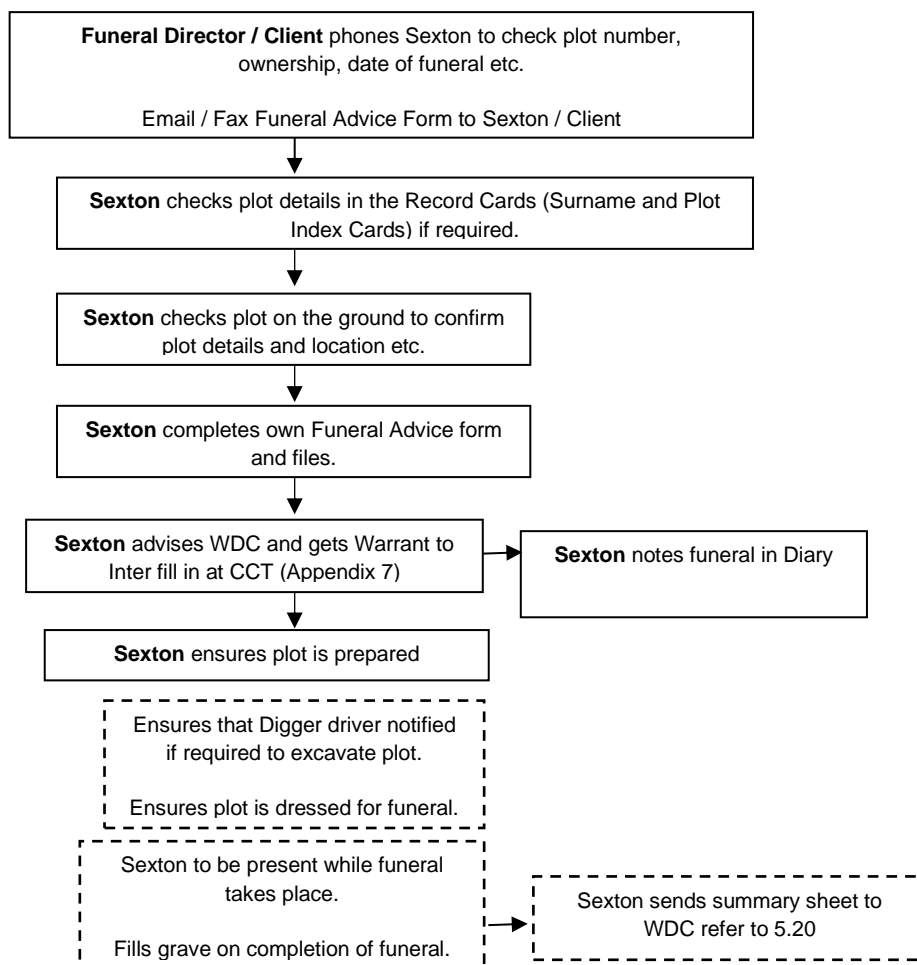 Funeral Director / Client phones Sexton to check plot number,
ownership, date of funeral etc.
Email / Fax Funeral Advice Form to Sexton / Client
Sexton checks plot details in the Record Cards (Surname and Plot
Index Cards) if required.
Sexton checks plot on the ground to confirm
plot details and location etc.
Sexton completes own Funeral Advice form
and files.
Sexton advises WDC and gets Warrant to
Inter fill in at CCT (Appendix 7)
Sexton notes funeral in Diary
Sexton ensures plot is prepared
Ensures that Digger driver notified
if required to excavate plot.
Ensures plot is dressed for funeral.
Sexton to be present while funeral
takes place.
Fills grave on completion of funeral.
Sexton sends summary sheet to
WDC refer to 5.20